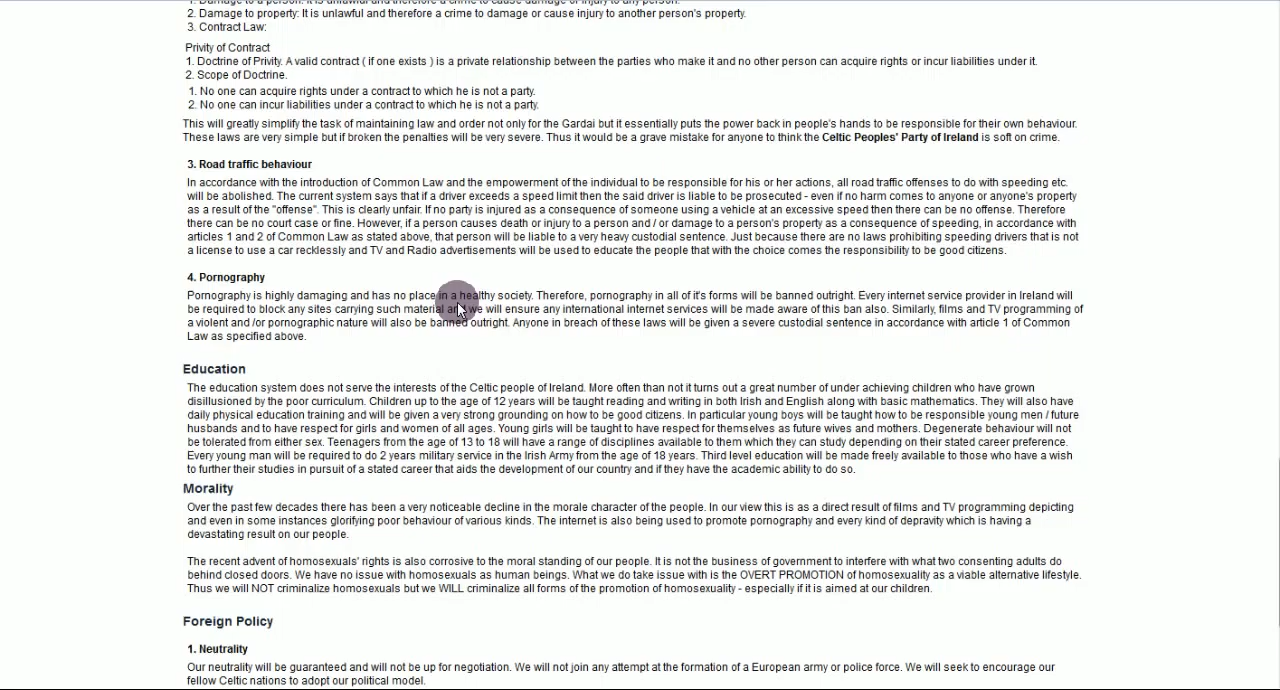 1. Damage to a person: It is unlawful and therefore a crime to cause damage or injury to any person.
2. Damage to property: It is unlawful and therefore a crime to damage or cause injury to another person's property.
3. Contract Law:
Privity of Contract
1. Doctrine of Privity. A valid contract ( if one exists ) is a private relationship between the parties who make it and no other person can acquire rights or incur liabilities under it.
2. Scope of Doctrine.
1. No one can acquire rights under a contract to which he is not a party.
2. No one can incur liabilities under a contract to which he is not a party.
This will greatly simplify the task of maintaining law and order not only for the Gardai but it essentially puts the power back in people's hands to be responsible for their own behaviour.
These laws are very simple but if broken the penalties will be very severe. Thus it would be a grave mistake for anyone to think the Celtic Peoples' Party of Ireland is soft on crime.
3. Road traffic behaviour
In accordance with the introduction of Common Law and the empowerment of the individual to be responsible for his or her actions, all road traffic offenses to do with speeding etc.
will be abolished. The current system says that if a driver exceeds a speed limit then the said driver is liable to be prosecuted - even if no harm comes to anyone or anyone's property
as a result of the "offense". This is clearly unfair. If no party is injured as a consequence of someone using a vehicle at an excessive speed then there can be no offense. Therefore
there can be no court case or fine. However, if a person causes death or injury to a person and / or damage to a person's property as a consequence of speeding, in accordance with
articles 1 and 2 of Common Law as stated above, that person will be liable to a very heavy custodial sentence. Just because there are no laws prohibiting speeding drivers that is not
a license to use a car recklessly and TV and Radio advertisements will be used to educate the people that with the choice comes the responsibility to be good citizens.
4. Pornography
Pornography is highly damaging and has no place in a healthy society. Therefore, pornography in all of it's forms will be banned outright. Every internet service provider in Ireland will
be required to block any sites carrying such material and we will ensure any international internet services will be made aware of this ban also. Similarly, films and TV programming of
a violent and /or pornographic nature will also be banned outright. Anyone in breach of these laws will be given a severe custodial sentence in accordance with article 1 of Common
Law as specified above.
Education
The education system does not serve the interests of the Celtic people of Ireland. More often than not it turns out a great number of under achieving children who have grown
disillusioned by the poor curriculum. Children up to the age of 12 years will be taught reading and writing in both Irish and English along with basic mathematics. They will also have
daily physical education training and will be given a very strong grounding on how to be good citizens. In particular young boys will be taught how to be responsible young men / future
husbands and to have respect for girls and women of all ages. Young girls will be taught to have respect for themselves as future wives and mothers. Degenerate behaviour will not
be tolerated from either sex. Teenagers from the age of 13 to 18 will have a range of disciplines available to them which they can study depending on their stated career preference.
Every young man will be required to do 2 years military service in the Irish Army from the age of 18 years. Third level education will be made freely available to those who have a wish
to further their studies in pursuit of a stated career that aids the development of our country and if they have the academic ability to do so.
Morality
Over the past few decades there has been a very noticeable decline in the morale character of the people. In our view this is as a direct result of films and TV programming depicting
and even in some instances glorifying poor behaviour of various kinds. The internet is also being used to promote pornography and every kind of depravity which is having a
devastating result on our people.
The recent advent of homosexuals' rights is also corrosive to the moral standing of our people. It is not the business of government to interfere with what two consenting adults do
behind closed doors. We have no issue with homosexuals as human beings. What we do take issue with is the OVERT PROMOTION of homosexuality as a viable alternative lifestyle.
Thus we will NOT criminalize homosexuals but we WILL criminalize all forms of the promotion of homosexuality - especially if it is aimed at our children.
Foreign Policy
1. Neutrality
Our neutrality will be guaranteed and will not be up for negotiation. We will not join any attempt at the formation of a European army or police force. We will seek to encourage our
fellow Celtic nations to adopt our political model.